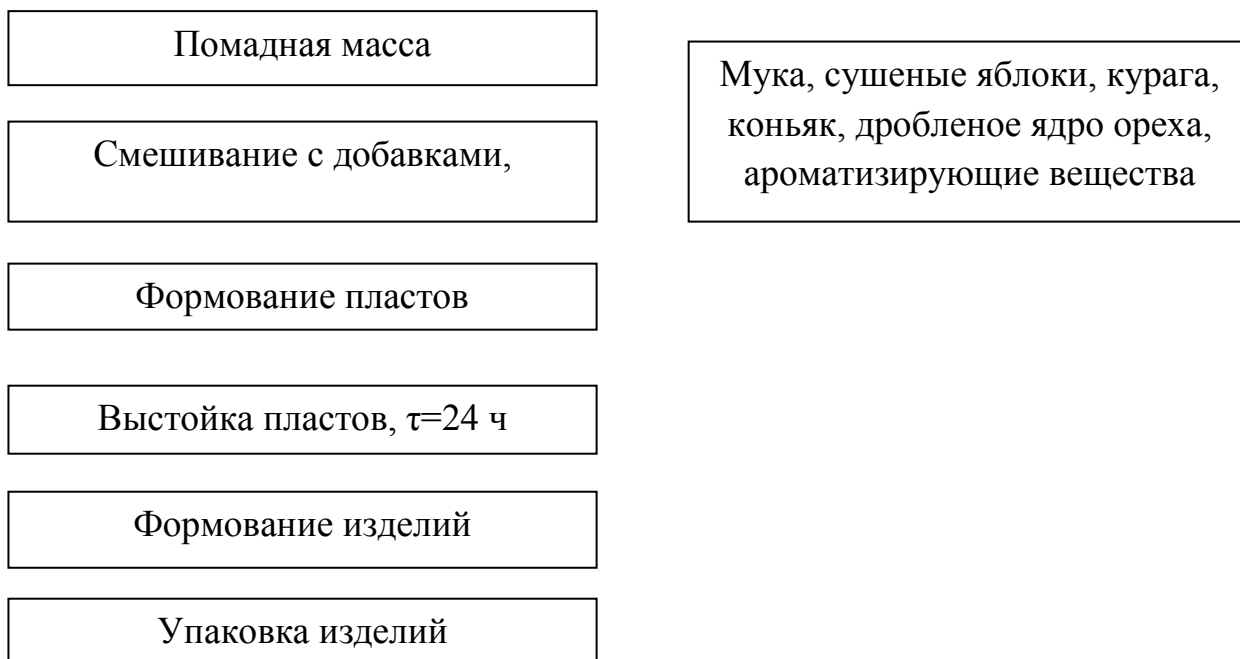 Помадная масса
Мука, сушеные яблоки, курага,
коньяк, дробленое ядро ореха,
ароматизирующие вещества
Смешивание с добавками,
Формование пластов
Выстойка пластов, τ=24 ч
Формование изделий
Упаковка изделий